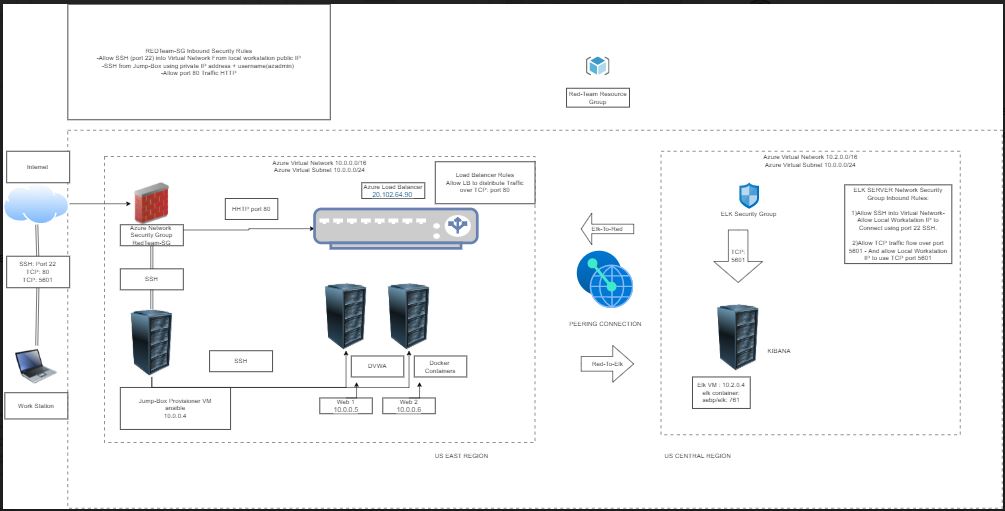 REDTeam-SG Inbound Security Rules
-Allow SSH (port 22) into Virtual Network From local workstation public IP
-SSH from Jump-Box using private IP address + username(azadmin)
-Allow port 80 Traffic HTTP
Red-Team Resource
Group
Internet
SSH: Port 22
TCP: 80
TCP: 5601
Work Station
Azure Virtual Network 10.0.0.0/16
Azure Virtual Subnet 10.0.0.0/24
Load Balancer Rules
Allow LB to distribute Traffic
over TCP: port 80
Azure Load Balancer
20.102.64.90
HHTP port 80
Azure Network
Security Group
RedTeam-SG
SSH
SSH
DVWA
Docker
Containers
Jump-Box Provisioner VM
ansible
10.0.0.4
Web 1
10.0.0.5
Web 2
10.0.0.6
US EAST REGION
Elk-To-Red
PEERING CONNECTION
Red-To-Elk
Azure Virtual Network 10.2.0.0/16
Azure Virtual Subnet 10.0.0.0/24
ELK Security Group
ELK SERVER Network Security
Group Inbound Rules:
1)Allow SSH into Virtual Network-
Allow Local Workstation IP to
Connect using port 22 SSH.
2)Allow TCP traffic flow over port
5601 - And allow Local Workstation
IP to use TCP port 5601
TCP:
5601
KIBANA
Elk VM : 10.2.0.4
elk container:
sebp/elk: 761
US CENTRAL REGION